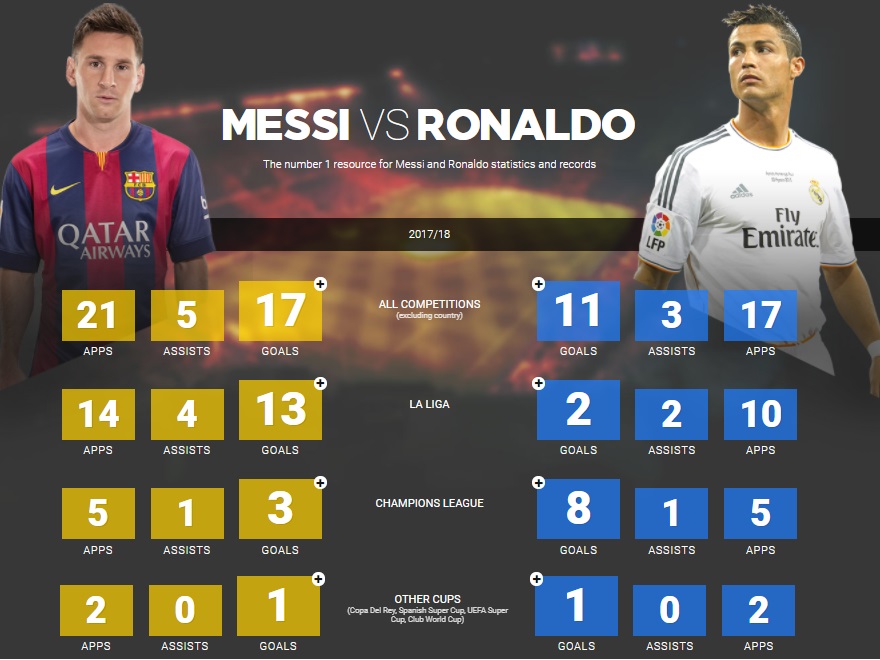 MESSI VS RONALDO
The number 1 resource for Messi and Ronaldo statistics and records
QATAR
AIRWAYS
Fly
Emirate
LFP
2017/18
21 5 17 ALL COMPETITIONS 11 3 17
(excluding country)
APPS ASSISTS GOALS GOALS ASSISTS APPS
14 4 13 LA LIGA 2 2 10
APPS ASSISTS GOALS GOALS ASSISTS APPS
5 1 3 CHAMPIONS LEAGUE 8 1 5
APPS ASSISTS GOALS GOALS ASSISTS APPS
2 0 1 OTHER CUPS 1 0 2
(Copa Del Rey, Spanish Super Cup, UEFA Super
Cup, Club World Cup)
APPS ASSISTS GOALS GOALS ASSISTS APPS